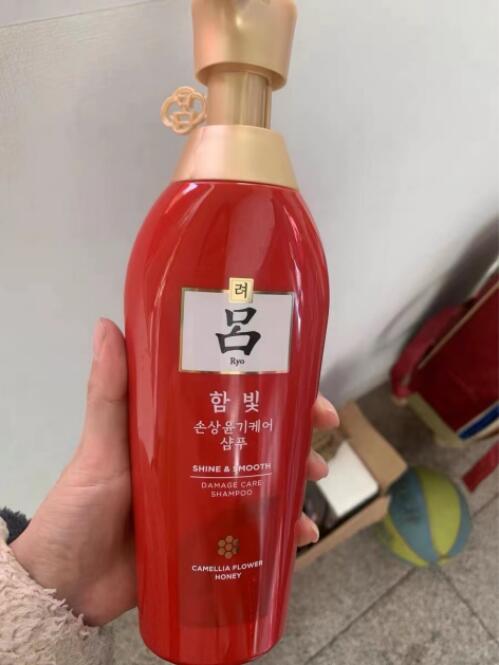 려
呂
Ryo
함빛
손상윤기케어
샴푸
SHINE & SMOOTH
DAMAGE CARE
SHAMPOO
CAMELLIA FLOWER
HONEY